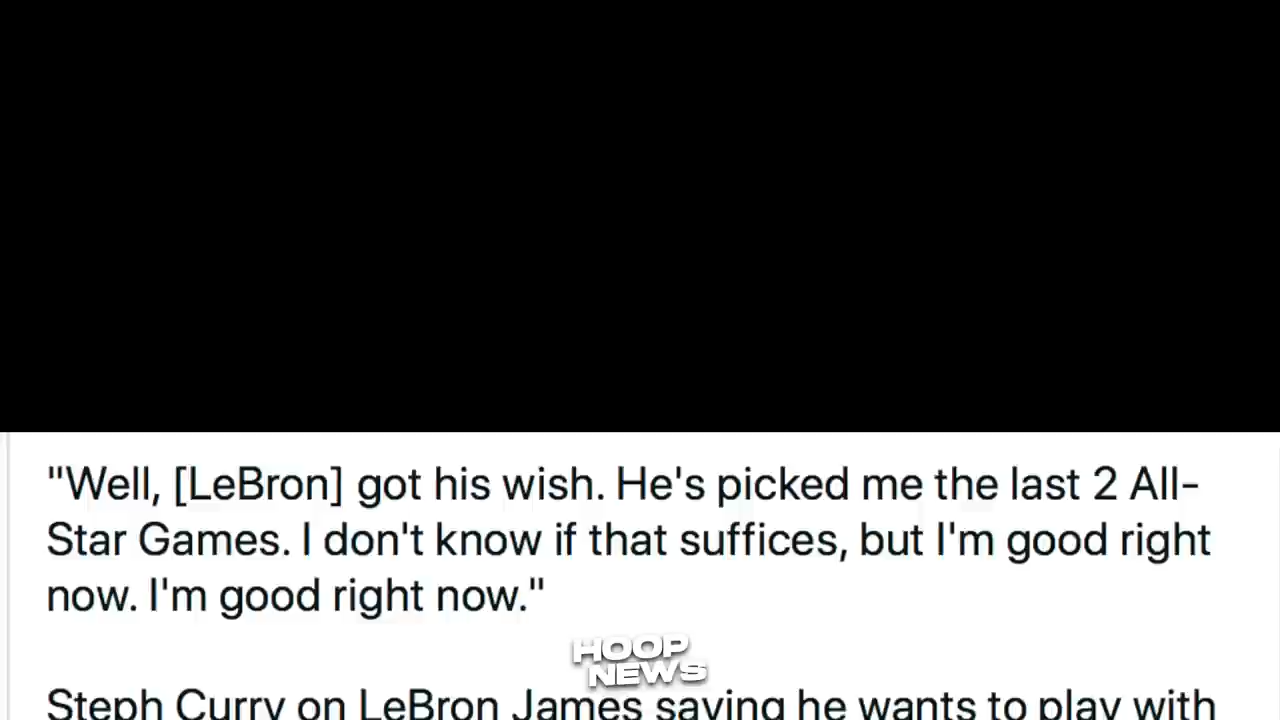 "Well, [LeBron] got his wish. He's picked me the last 2 All-
Star Games. I don't know if that suffices, but I'm good right
now. I'm good right now."
HOOP
NEWS
Steph Curry on LeBron James saying he wants to play with